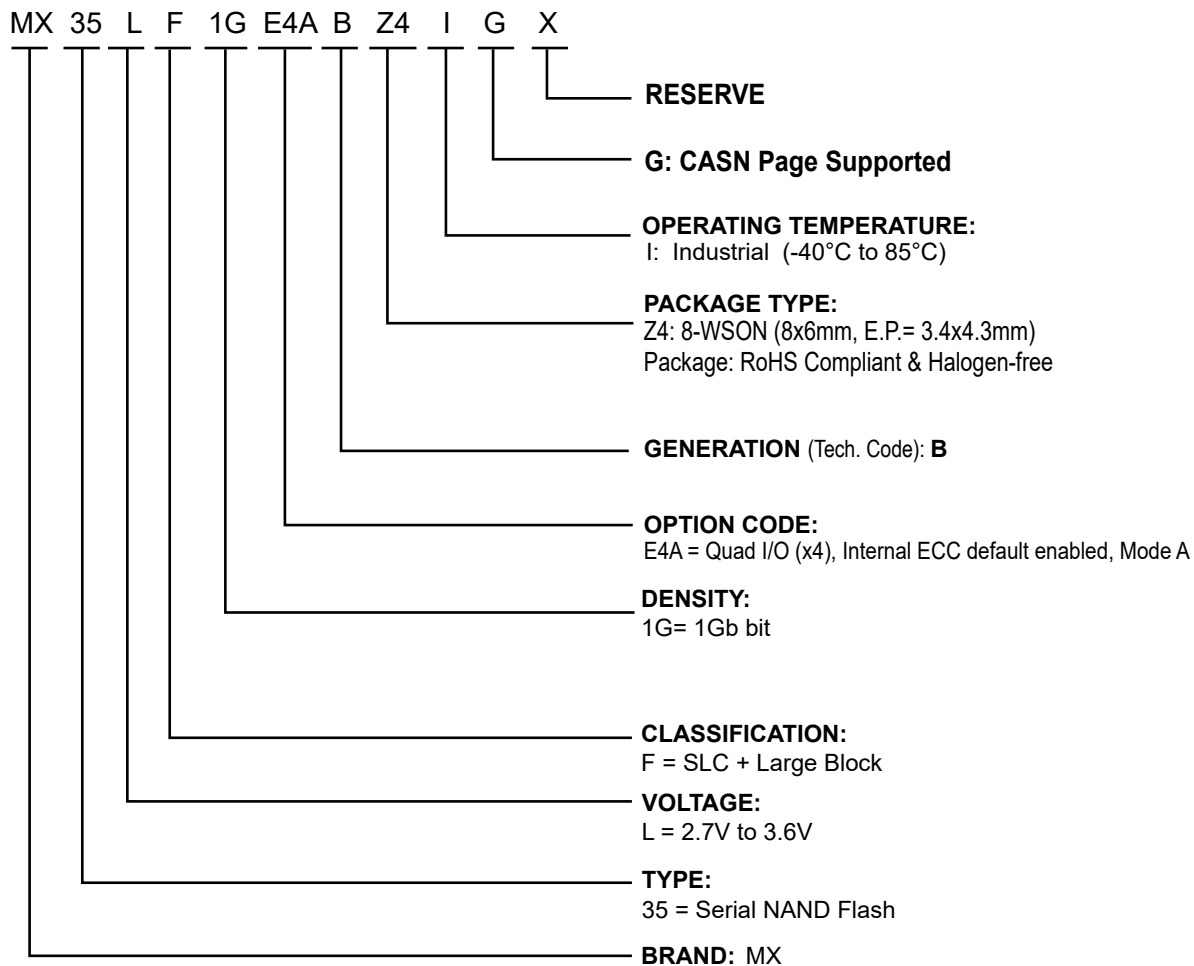 MX 35 L F 1G E4A B Z4 I G X
RESERVE
G: CASN Page Supported
OPERATING TEMPERATURE:
I: Industrial (-40°C to 85°C)
PACKAGE TYPE:
Z4: 8-WSON (8x6mm, E.P.= 3.4x4.3mm)
Package: RoHS Compliant & Halogen-free
GENERATION (Tech. Code): B
OPTION CODE:
E4A = Quad I/O (x4), Internal ECC default enabled, Mode A
DENSITY:
1G= 1Gb bit
CLASSIFICATION:
F = SLC + Large Block
VOLTAGE:
L = 2.7V to 3.6V
TYPE:
35 = Serial NAND Flash
BRAND: MX